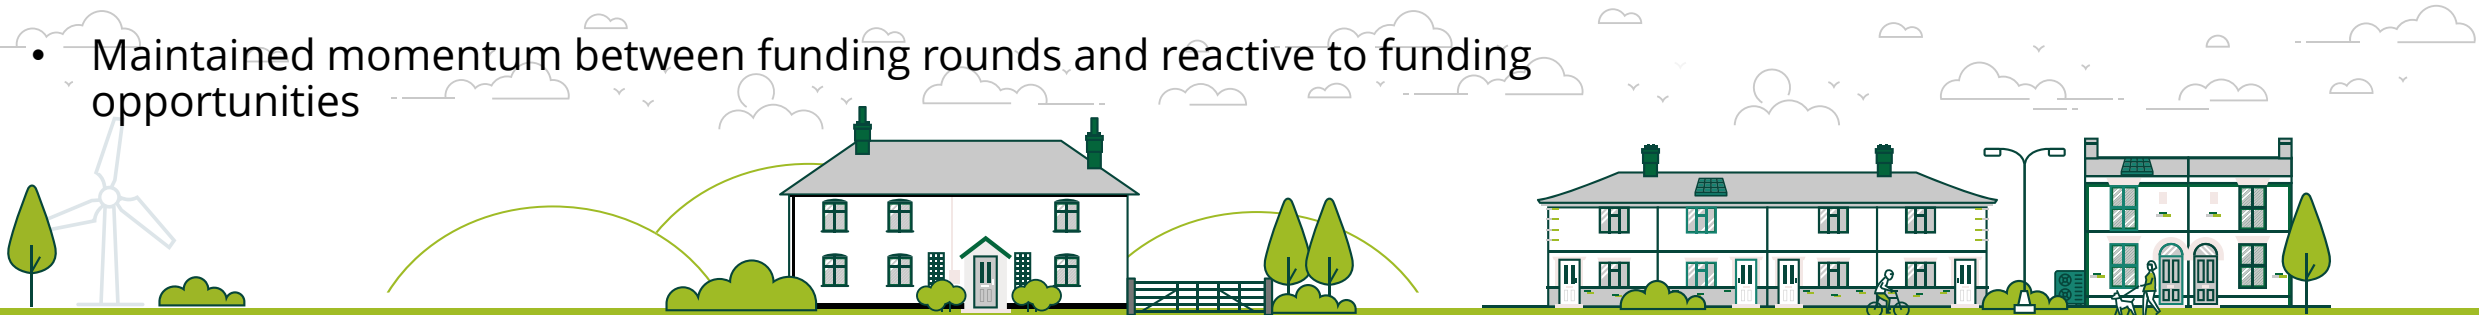 • Maintained momentum between funding rounds and reactive to funding
opportunities